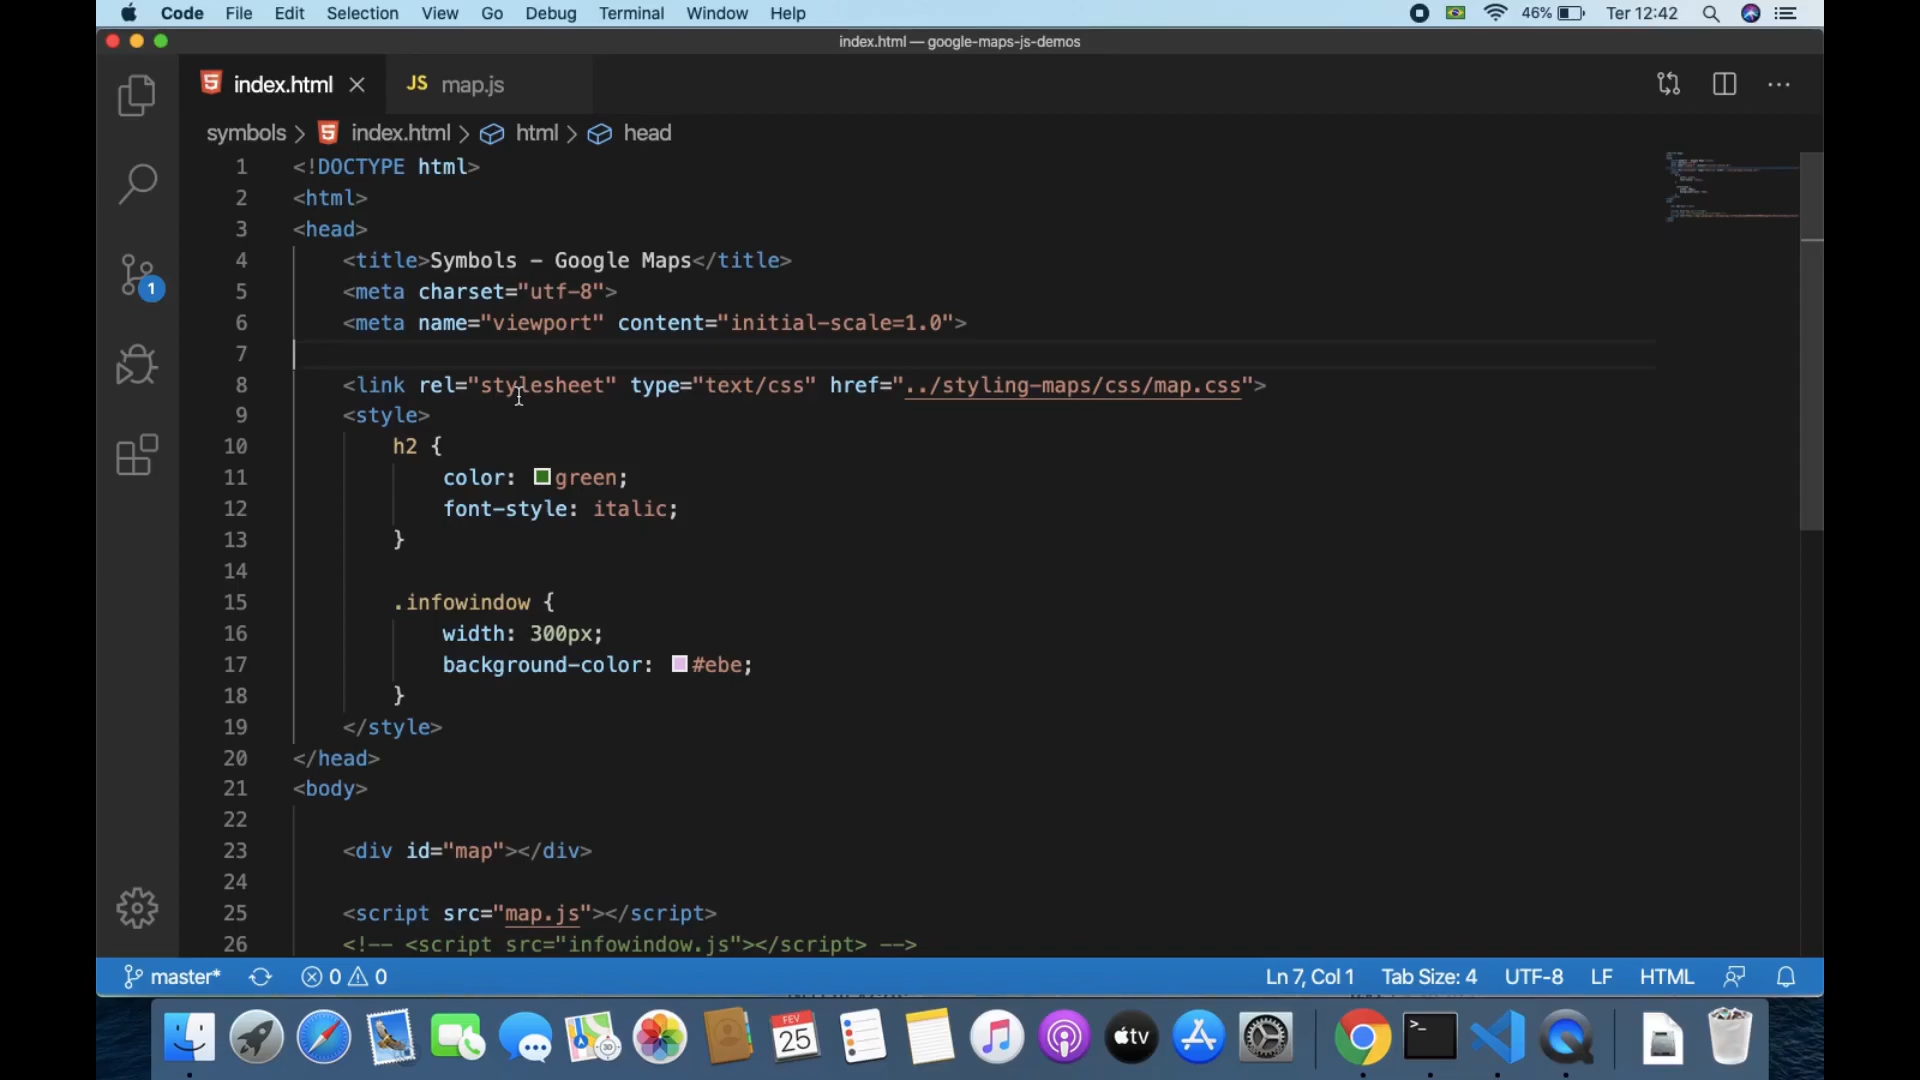 Code File Edit Selection View Go Debug Terminal Window Help 46% Ter 12:42
index.html — google-maps-js-demos
index.html JS map.js
symbols > index.html > html > head
1 <!DOCTYPE html>
2 <html>
3 <head>
4 <title>Symbols - Google Maps</title>
5 <meta charset="utf-8">
6 <meta name="viewport" content="initial-scale=1.0">
7
8 <link rel="stylesheet" type="text/css" href="../styling-maps/css/map.css">
9 <style>
10 h2 {
11 color: green;
12 font-style: italic;
13 }
14
15 .infowindow {
16 width: 300px;
17 background-color: #ebe;
18 }
19 </style>
20 </head>
21 <body>
22
23 <div id="map"></div>
24
25 <script src="map.js"></script>
26 <!-- <script src="infowindow.js"></script> -->
1
master* 0 0 Ln 7, Col 1 Tab Size: 4 UTF-8 LF HTML
FEV
25
3D
tv
>_